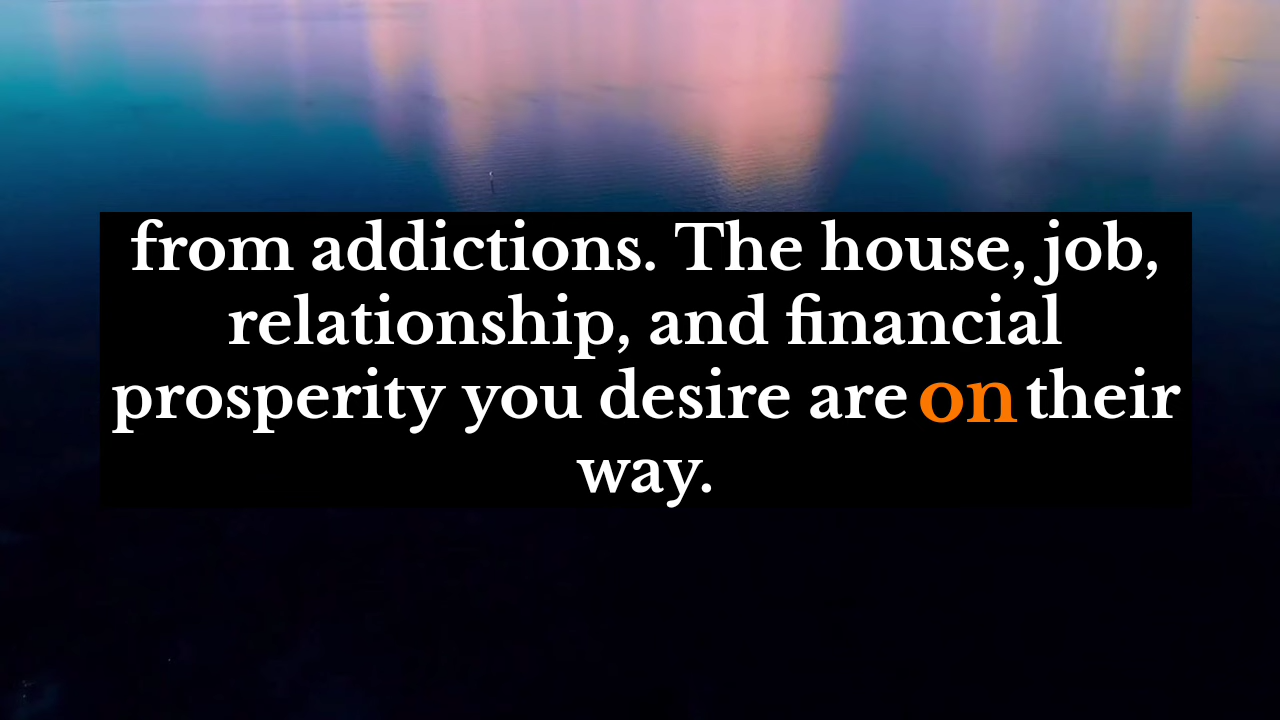 from addictions. The house, job,
relationship, and financial
prosperity you desire are on their
way.